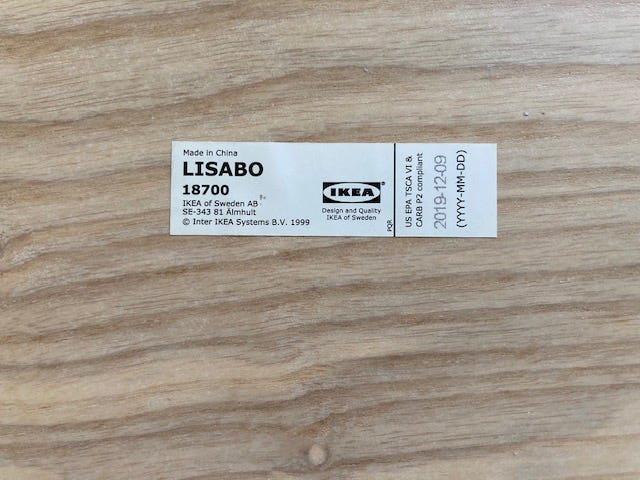 Made in China
LISABO
18700
IKEA of Sweden AB
SE-343 81 Älmhult
© Inter IKEA Systems B.V. 1999
IKEA
Design and Quality
IKEA of Sweden
PQR
US EPA TSCA VI &
CARB P2 compliant
2019-12-09
(YYYY-MM-DD)